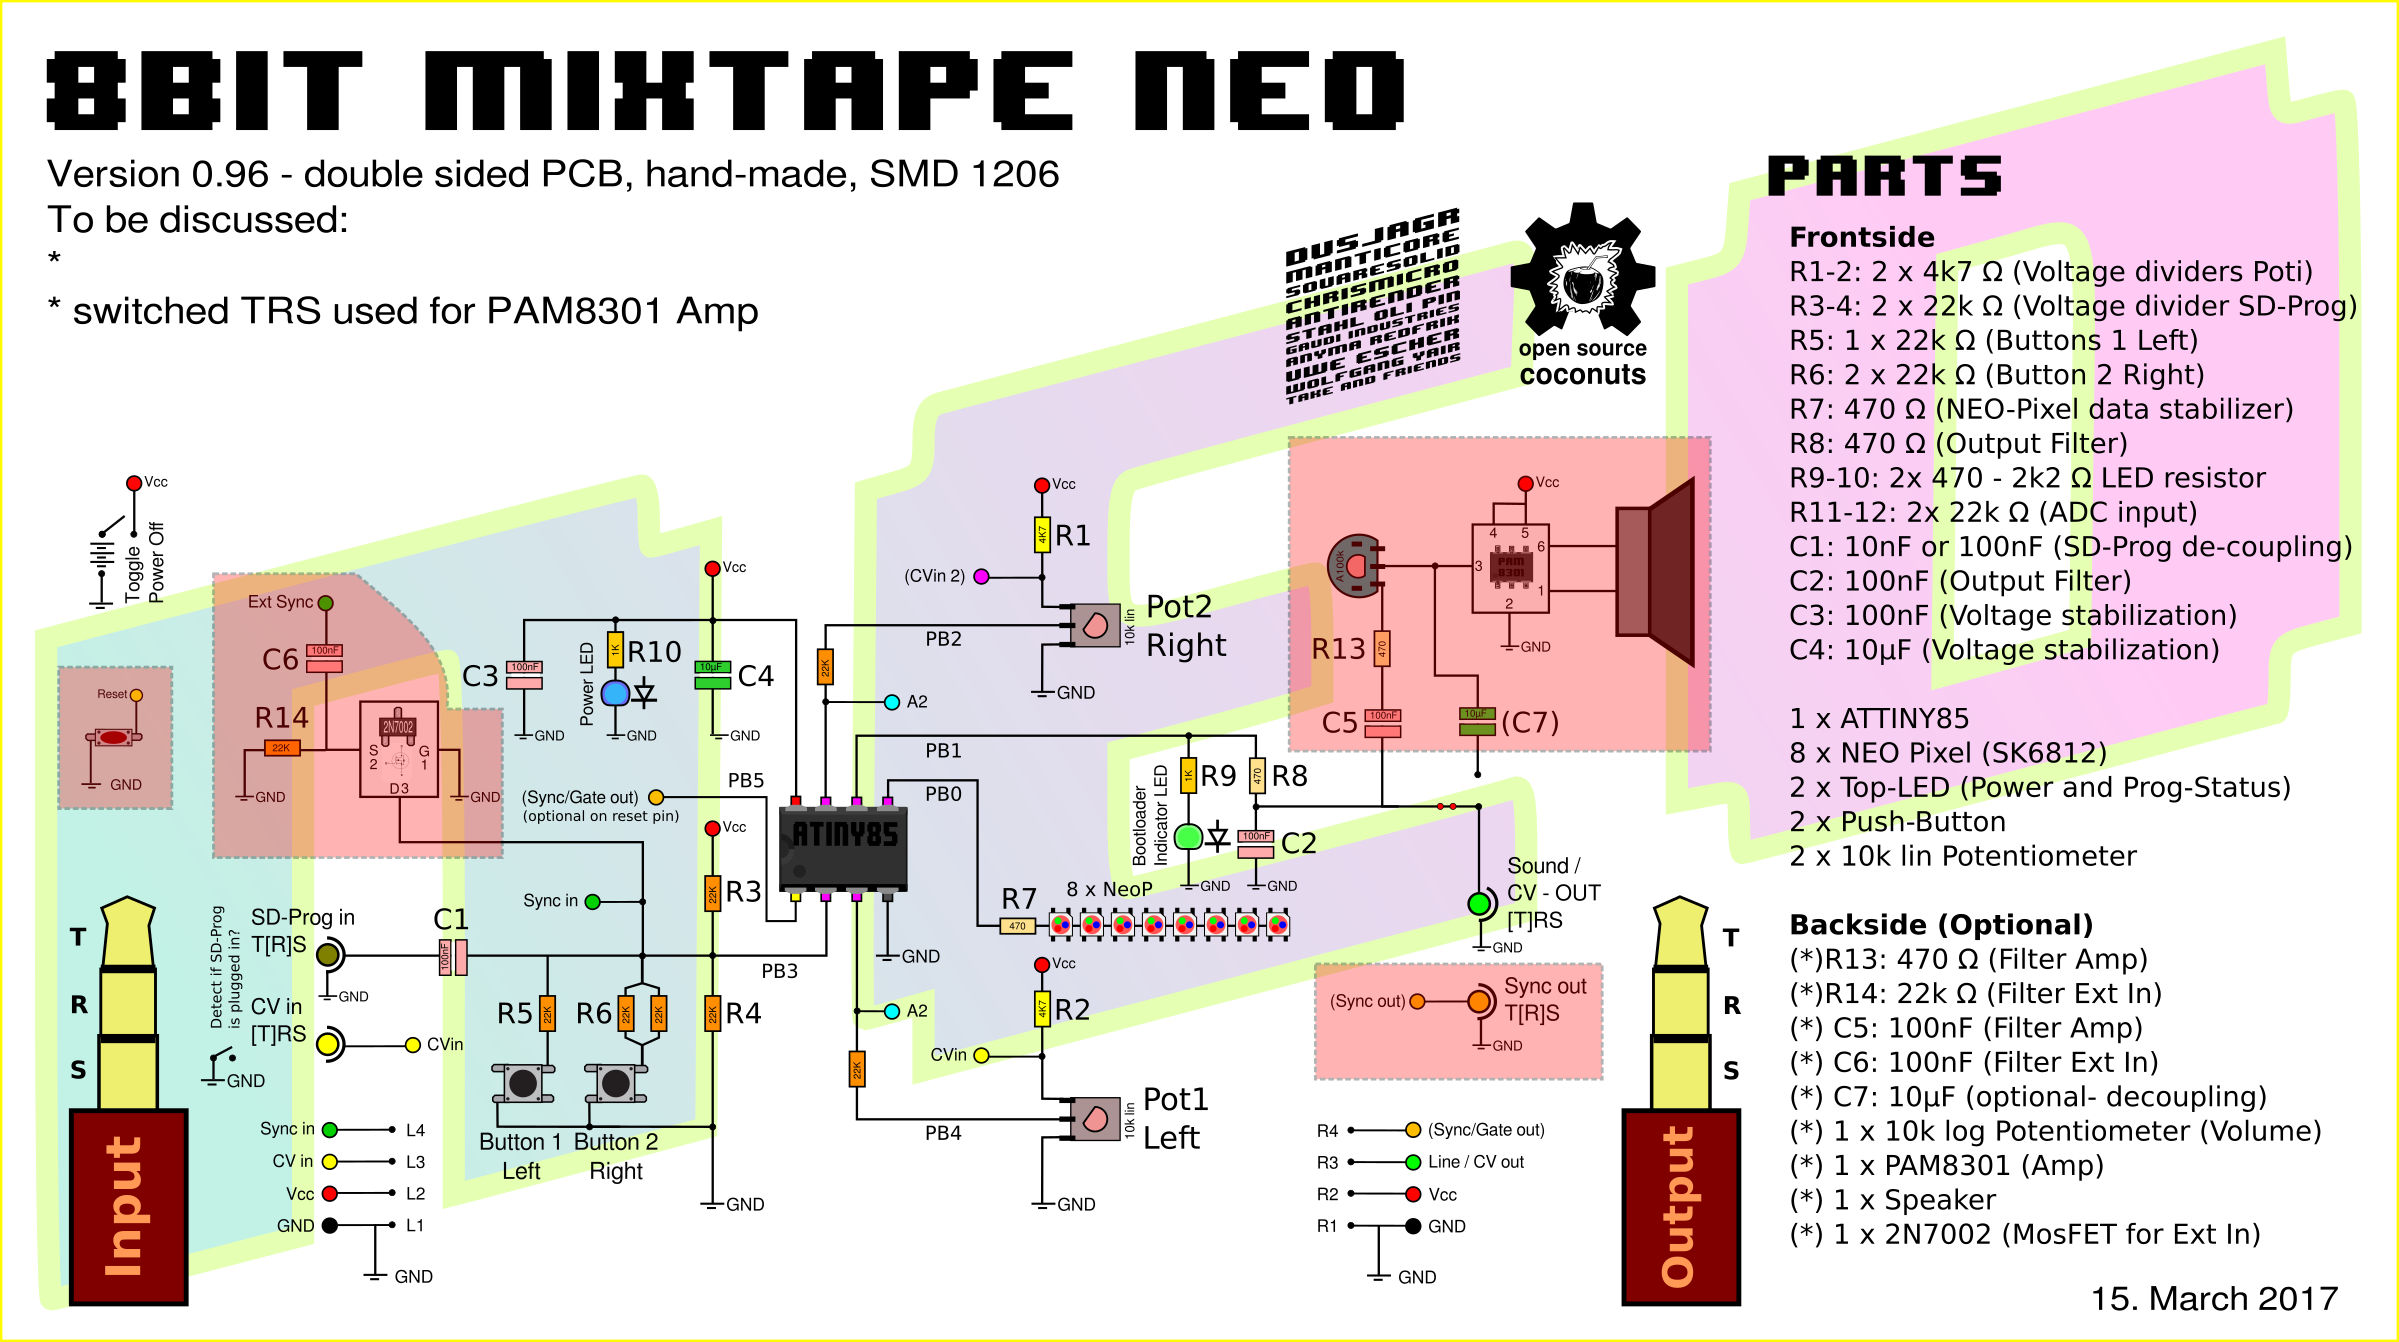 8BIT MIXTAPE NEO
Version 0.96 - double sided PCB, hand-made, SMD 1206
To be discussed:
*
* switched TRS used for PAM8301 Amp
DUSJAGR
MANTICORE
SQUARESOLID
CHRISMICRO
ANTIRENDER
STAHL OLI PIN
GAUDI INDUSTRIES
ANYMA REDFRIK
UWE ESCHER
WOLFGANG YAIR
TAKE AND FRIENDS
open source
coconuts
PARTS
Frontside
R1-2: 2 x 4k7 Ω (Voltage dividers Poti)
R3-4: 2 x 22k Ω (Voltage divider SD-Prog)
R5: 1 x 22k Ω (Buttons 1 Left)
R6: 2 x 22k Ω (Button 2 Right)
R7: 470 Ω (NEO-Pixel data stabilizer)
R8: 470 Ω (Output Filter)
R9-10: 2x 470 - 2k2 Ω LED resistor
R11-12: 2x 22k Ω (ADC input)
C1: 10nF or 100nF (SD-Prog de-coupling)
C2: 100nF (Output Filter)
C3: 100nF (Voltage stabilization)
C4: 10µF (Voltage stabilization)
1 x ATTINY85
8 x NEO Pixel (SK6812)
2 x Top-LED (Power and Prog-Status)
2 x Push-Button
2 x 10k lin Potentiometer
Backside (Optional)
(*)R13: 470 Ω (Filter Amp)
(*)R14: 22k Ω (Filter Ext In)
(*) C5: 100nF (Filter Amp)
(*) C6: 100nF (Filter Ext In)
(*) C7: 10µF (optional- decoupling)
(*) 1 x 10k log Potentiometer (Volume)
(*) 1 x PAM8301 (Amp)
(*) 1 x Speaker
(*) 1 x 2N7002 (MosFET for Ext In)
15. March 2017
Vcc
Toggle
Power Off
Reset
GND
Ext Sync
C6
100nF
R14
22K
GND
2N7002
S
2
G
1
D3
GND
C3
100nF
GND
Power LED
R10
1K
GND
Vcc
10µF
C4
GND
PB5
(Sync/Gate out)
(optional on reset pin)
ATINY85
Vcc
R3
22K
Sync in
PB3
R4
22K
GND
SD-Prog in
T[R]S
GND
Detect if SD-Prog
is plugged in?
GND
CV in
[T]RS
CVin
C1
100nF
R5
22K
R6
22K
22K
Button 1
Left
Button 2
Right
T
R
S
Input
Sync in
L4
CV in
L3
Vcc
L2
GND
L1
GND
Vcc
R1
4K7
(CVin 2)
Pot2
Right
10k lin
PB2
GND
22K
A2
PB1
PB0
R9
1K
Bootloader
Indicator LED
GND
R8
470
C2
100nF
GND
R7
470
8 x NeoP
GND
A2
22K
PB4
Vcc
R2
4K7
CVin
Pot1
Left
10k lin
GND
A100k
R13
470
C5
100nF
10µF
(C7)
Vcc
4
5
6
3
1
2
PAM
8301
GND
Sound /
CV - OUT
[T]RS
GND
(Sync out)
Sync out
T[R]S
GND
R4
(Sync/Gate out)
R3
Line / CV out
R2
Vcc
R1
GND
GND
T
R
S
Output